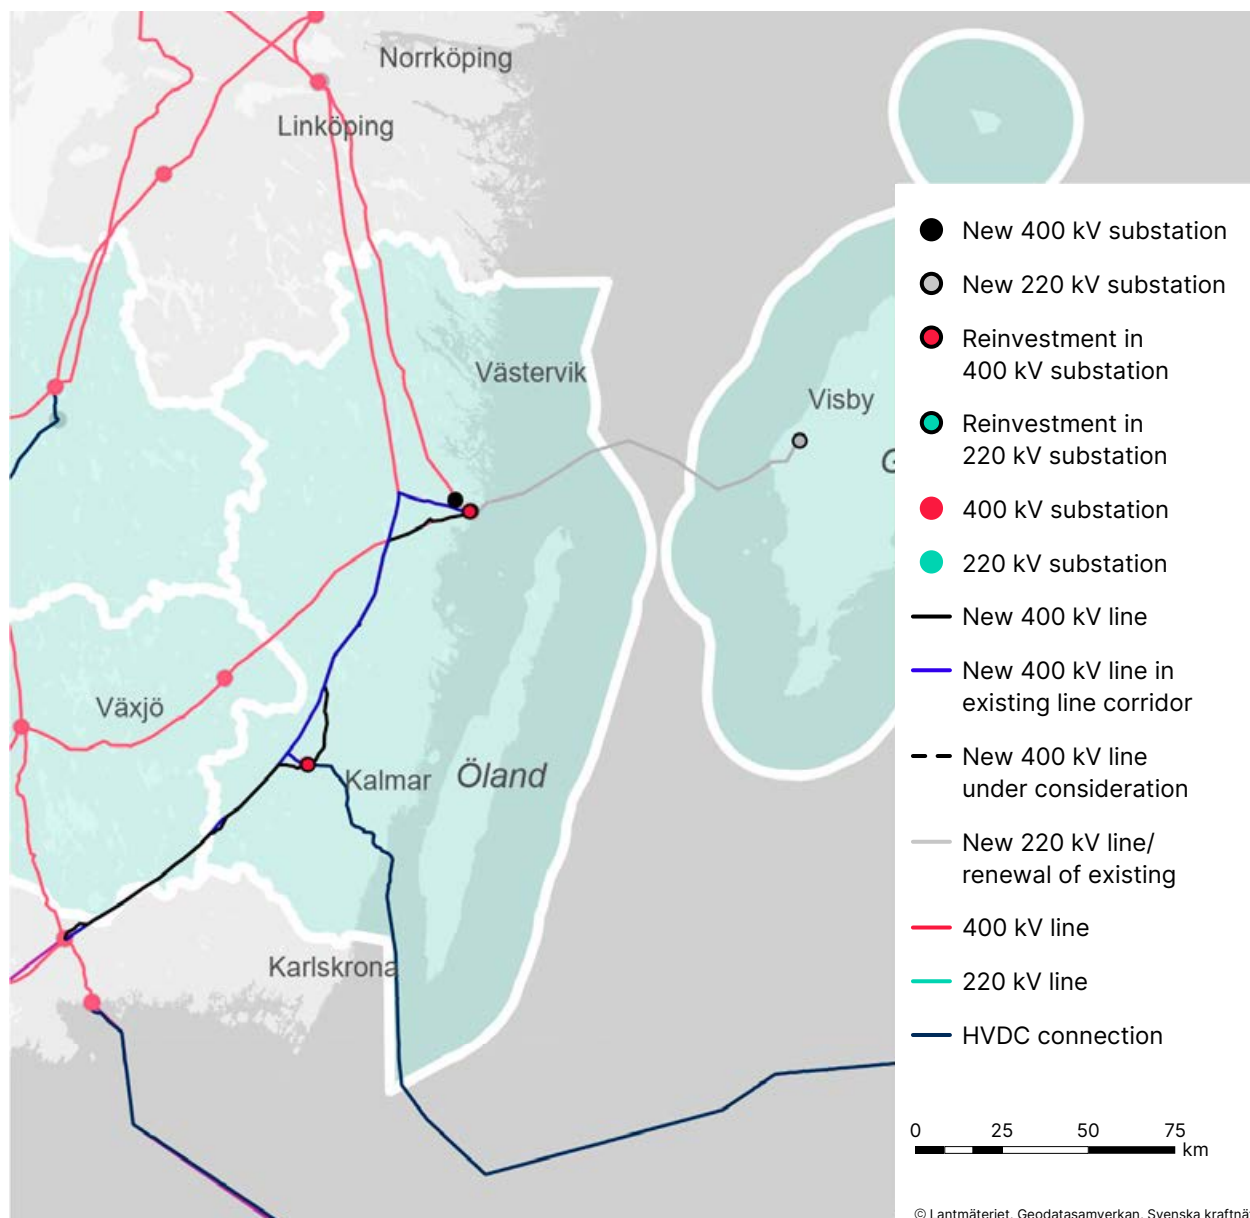 Norrköping
Linköping
Västervik
Visby
G
Växjö
Kalmar
Öland
Karlskrona
New 400 kV substation
New 220 kV substation
Reinvestment in
400 kV substation
Reinvestment in
220 kV substation
400 kV substation
220 kV substation
New 400 kV line
New 400 kV line in
existing line corridor
New 400 kV line
under consideration
New 220 kV line/
renewal of existing
400 kV line
220 kV line
HVDC connection
0 25 50 75
km
© Lantmäteriet, Geodatasamverkan, Svenska kraftnä